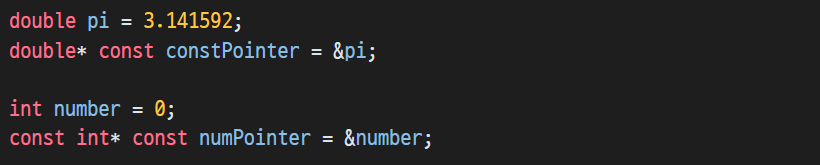 double pi = 3.141592;
double* const constPointer = &pi;
int number = 0;
const int* const numPointer = &number;